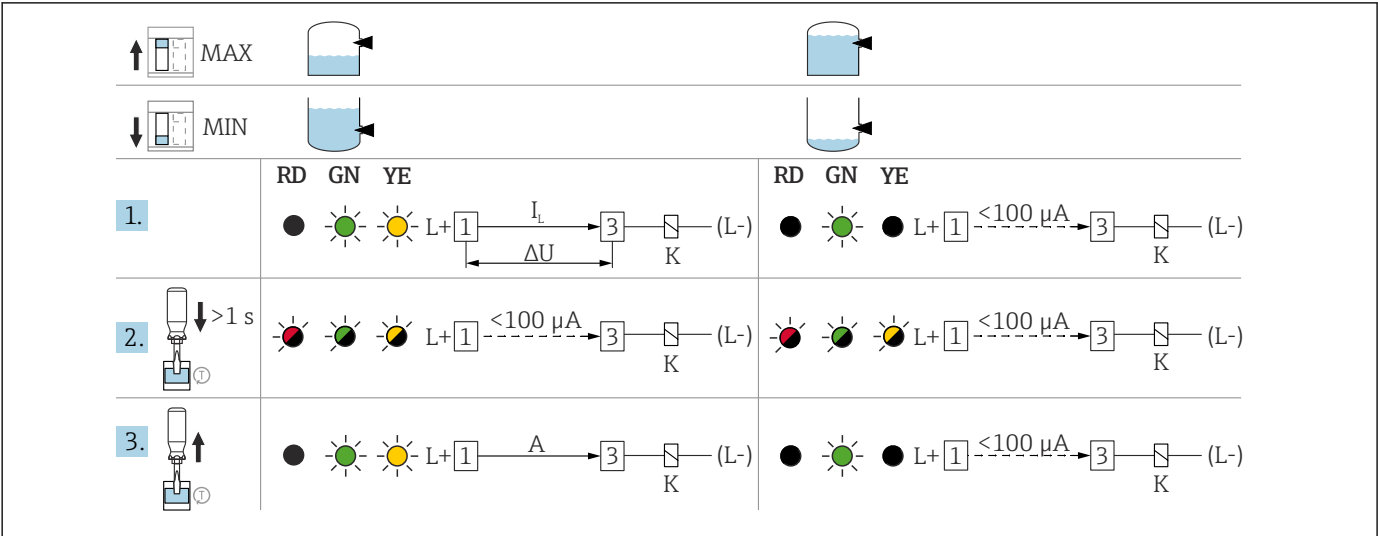 MAX
MIN
RD GN YE RD GN YE
1. L+ 1 I_L 3 (L-) L+ 1 <100 µA 3 (L-)
ΔU K K
2. >1 s L+ 1 <100 µA 3 (L-) L+ 1 <100 µA 3 (L-)
T K K
3. L+ 1 A 3 (L-) L+ 1 <100 µA 3 (L-)
T K K